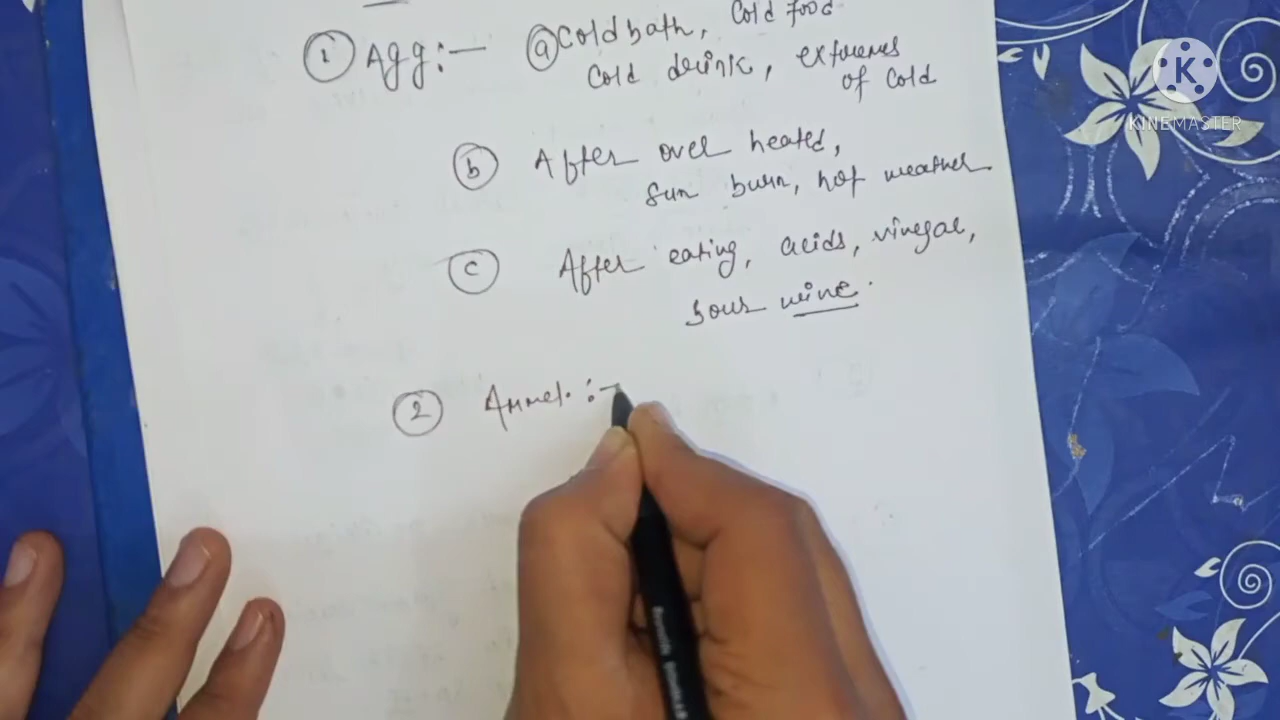 ① Agg:— ⓐ Cold bath, Cold food
Cold drink, extremes
of Cold
ⓑ After over heated,
sun burn, hot weather
ⓒ After eating, acids, vinegar,
sour wine.
② Amel. :-
K
KINEMASTER